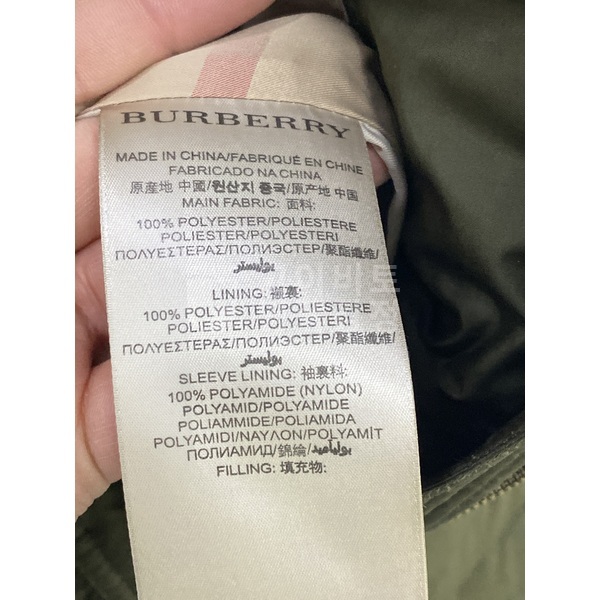 BURBERRY
MADE IN CHINA/FABRIQUÉ EN CHINE
FABRICADO NA CHINA
原産地 中國/원산지 중국/原产地 中国
MAIN FABRIC: 面料:
100% POLYESTER/POLIESTERE
POLIESTER/POLYESTERI
ΠΟΛΥΕΣΤΕΡΑΣ/ПОЛИЭСТЕР/聚酯纖維/
بوليستر
LINING: 襯裏:
100% POLYESTER/POLIESTERE
POLIESTER/POLYESTERI
ΠΟΛΥΕΣΤΕΡΑΣ/ПОЛИЭСТЕР/聚酯纖維/
بوليستر
SLEEVE LINING: 袖裏料:
100% POLYAMIDE (NYLON)
POLYAMID/POLYAMIDE
POLIAMMIDE/POLIAMIDA
POLYAMIDI/ΝΑΥΛΟΝ/POLYAMİT
ПОЛИАМИД/錦綸/بولياميد
FILLING: 填充物: